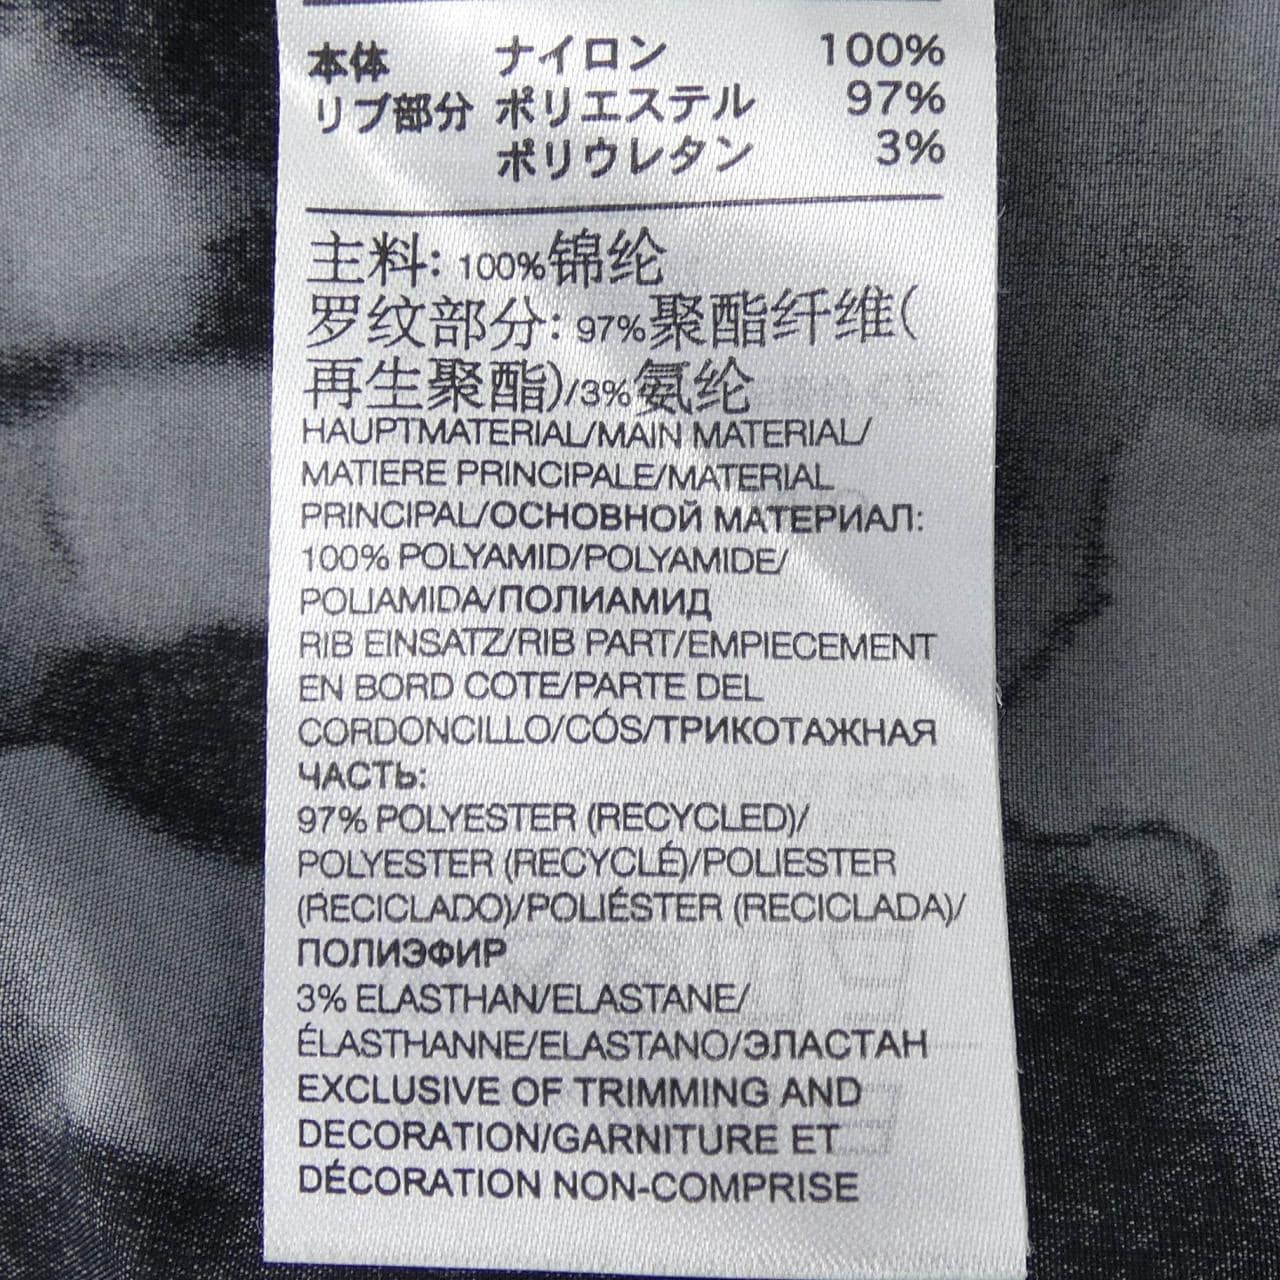 本体 ナイロン 100%
リブ部分 ポリエステル 97%
ポリウレタン 3%
主料: 100%锦纶
罗纹部分: 97%聚酯纤维(
再生聚酯)/3%氨纶
HAUPTMATERIAL/MAIN MATERIAL/
MATIERE PRINCIPALE/MATERIAL
PRINCIPAL/ОСНОВНОЙ МАТЕРИАЛ:
100% POLYAMID/POLYAMIDE/
POLIAMIDA/ПОЛИАМИД
RIB EINSATZ/RIB PART/EMPIECEMENT
EN BORD COTE/PARTE DEL
CORDONCILLO/CÓS/ТРИКОТАЖНАЯ
ЧАСТЬ:
97% POLYESTER (RECYCLED)/
POLYESTER (RECYCLÉ)/POLIESTER
(RECICLADO)/POLIÉSTER (RECICLADA)/
ПОЛИЭФИР
3% ELASTHAN/ELASTANE/
ÉLASTHANNE/ELASTANO/ЭЛАСТАН
EXCLUSIVE OF TRIMMING AND
DECORATION/GARNITURE ET
DÉCORATION NON-COMPRISE